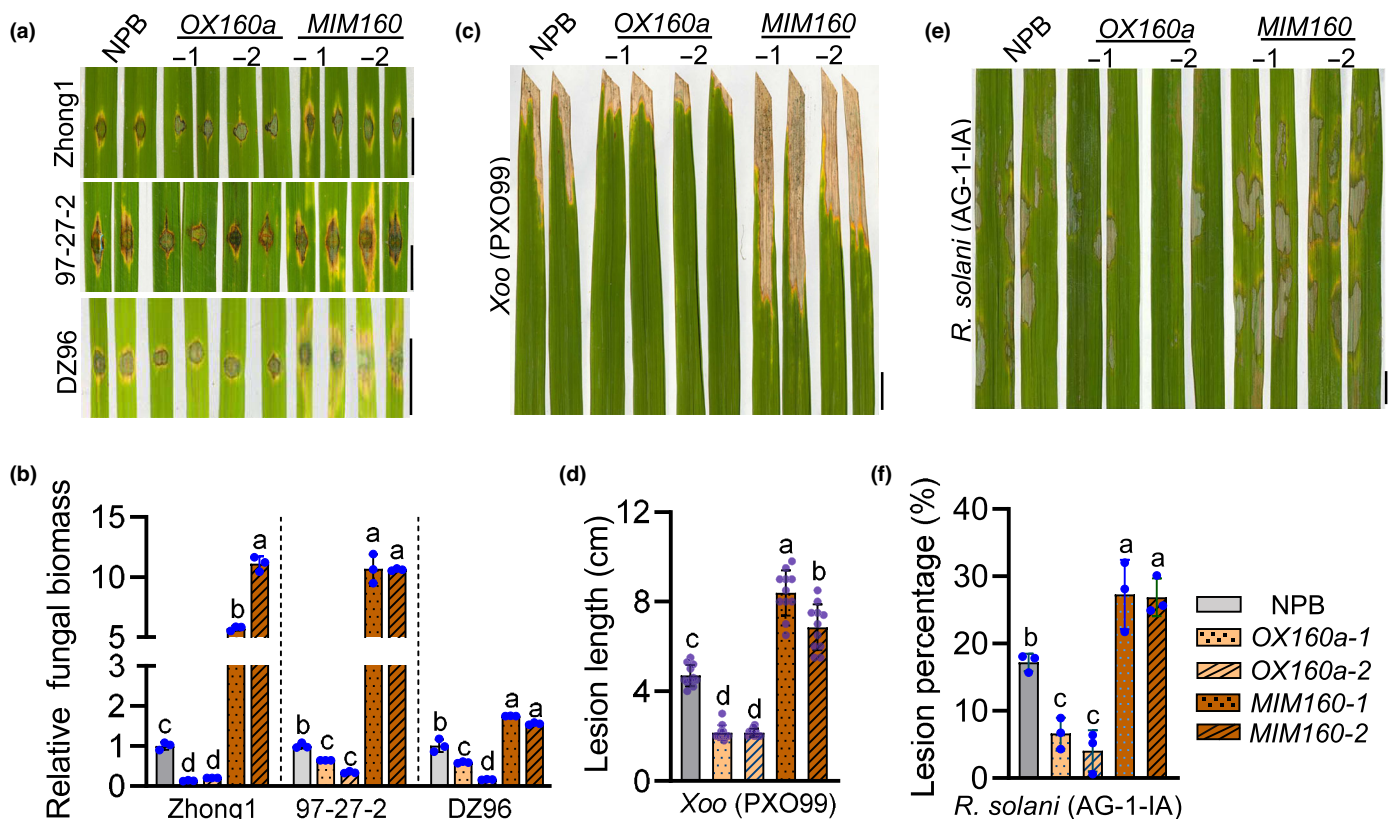 (a)
NPB OX160a MIM160
−1 −2 −1 −2
Zhong1
97-27-2
DZ96
(c)
NPB OX160a MIM160
−1 −2 −1 −2
Xoo (PXO99)
(e)
NPB OX160a MIM160
−1 −2 −1 −2
R. solani (AG-1-IA)
(b)
Relative fungal biomass
15
10
5
3
2
1
0
c d d b a
b c c a a
b c d a a
Zhong1 97-27-2 DZ96
(d)
Lesion length (cm)
12
8
4
0
c d d a b
Xoo (PXO99)
(f)
Lesion percentage (%)
40
30
20
10
0
b c c a a
R. solani (AG-1-IA)
NPB
OX160a-1
OX160a-2
MIM160-1
MIM160-2